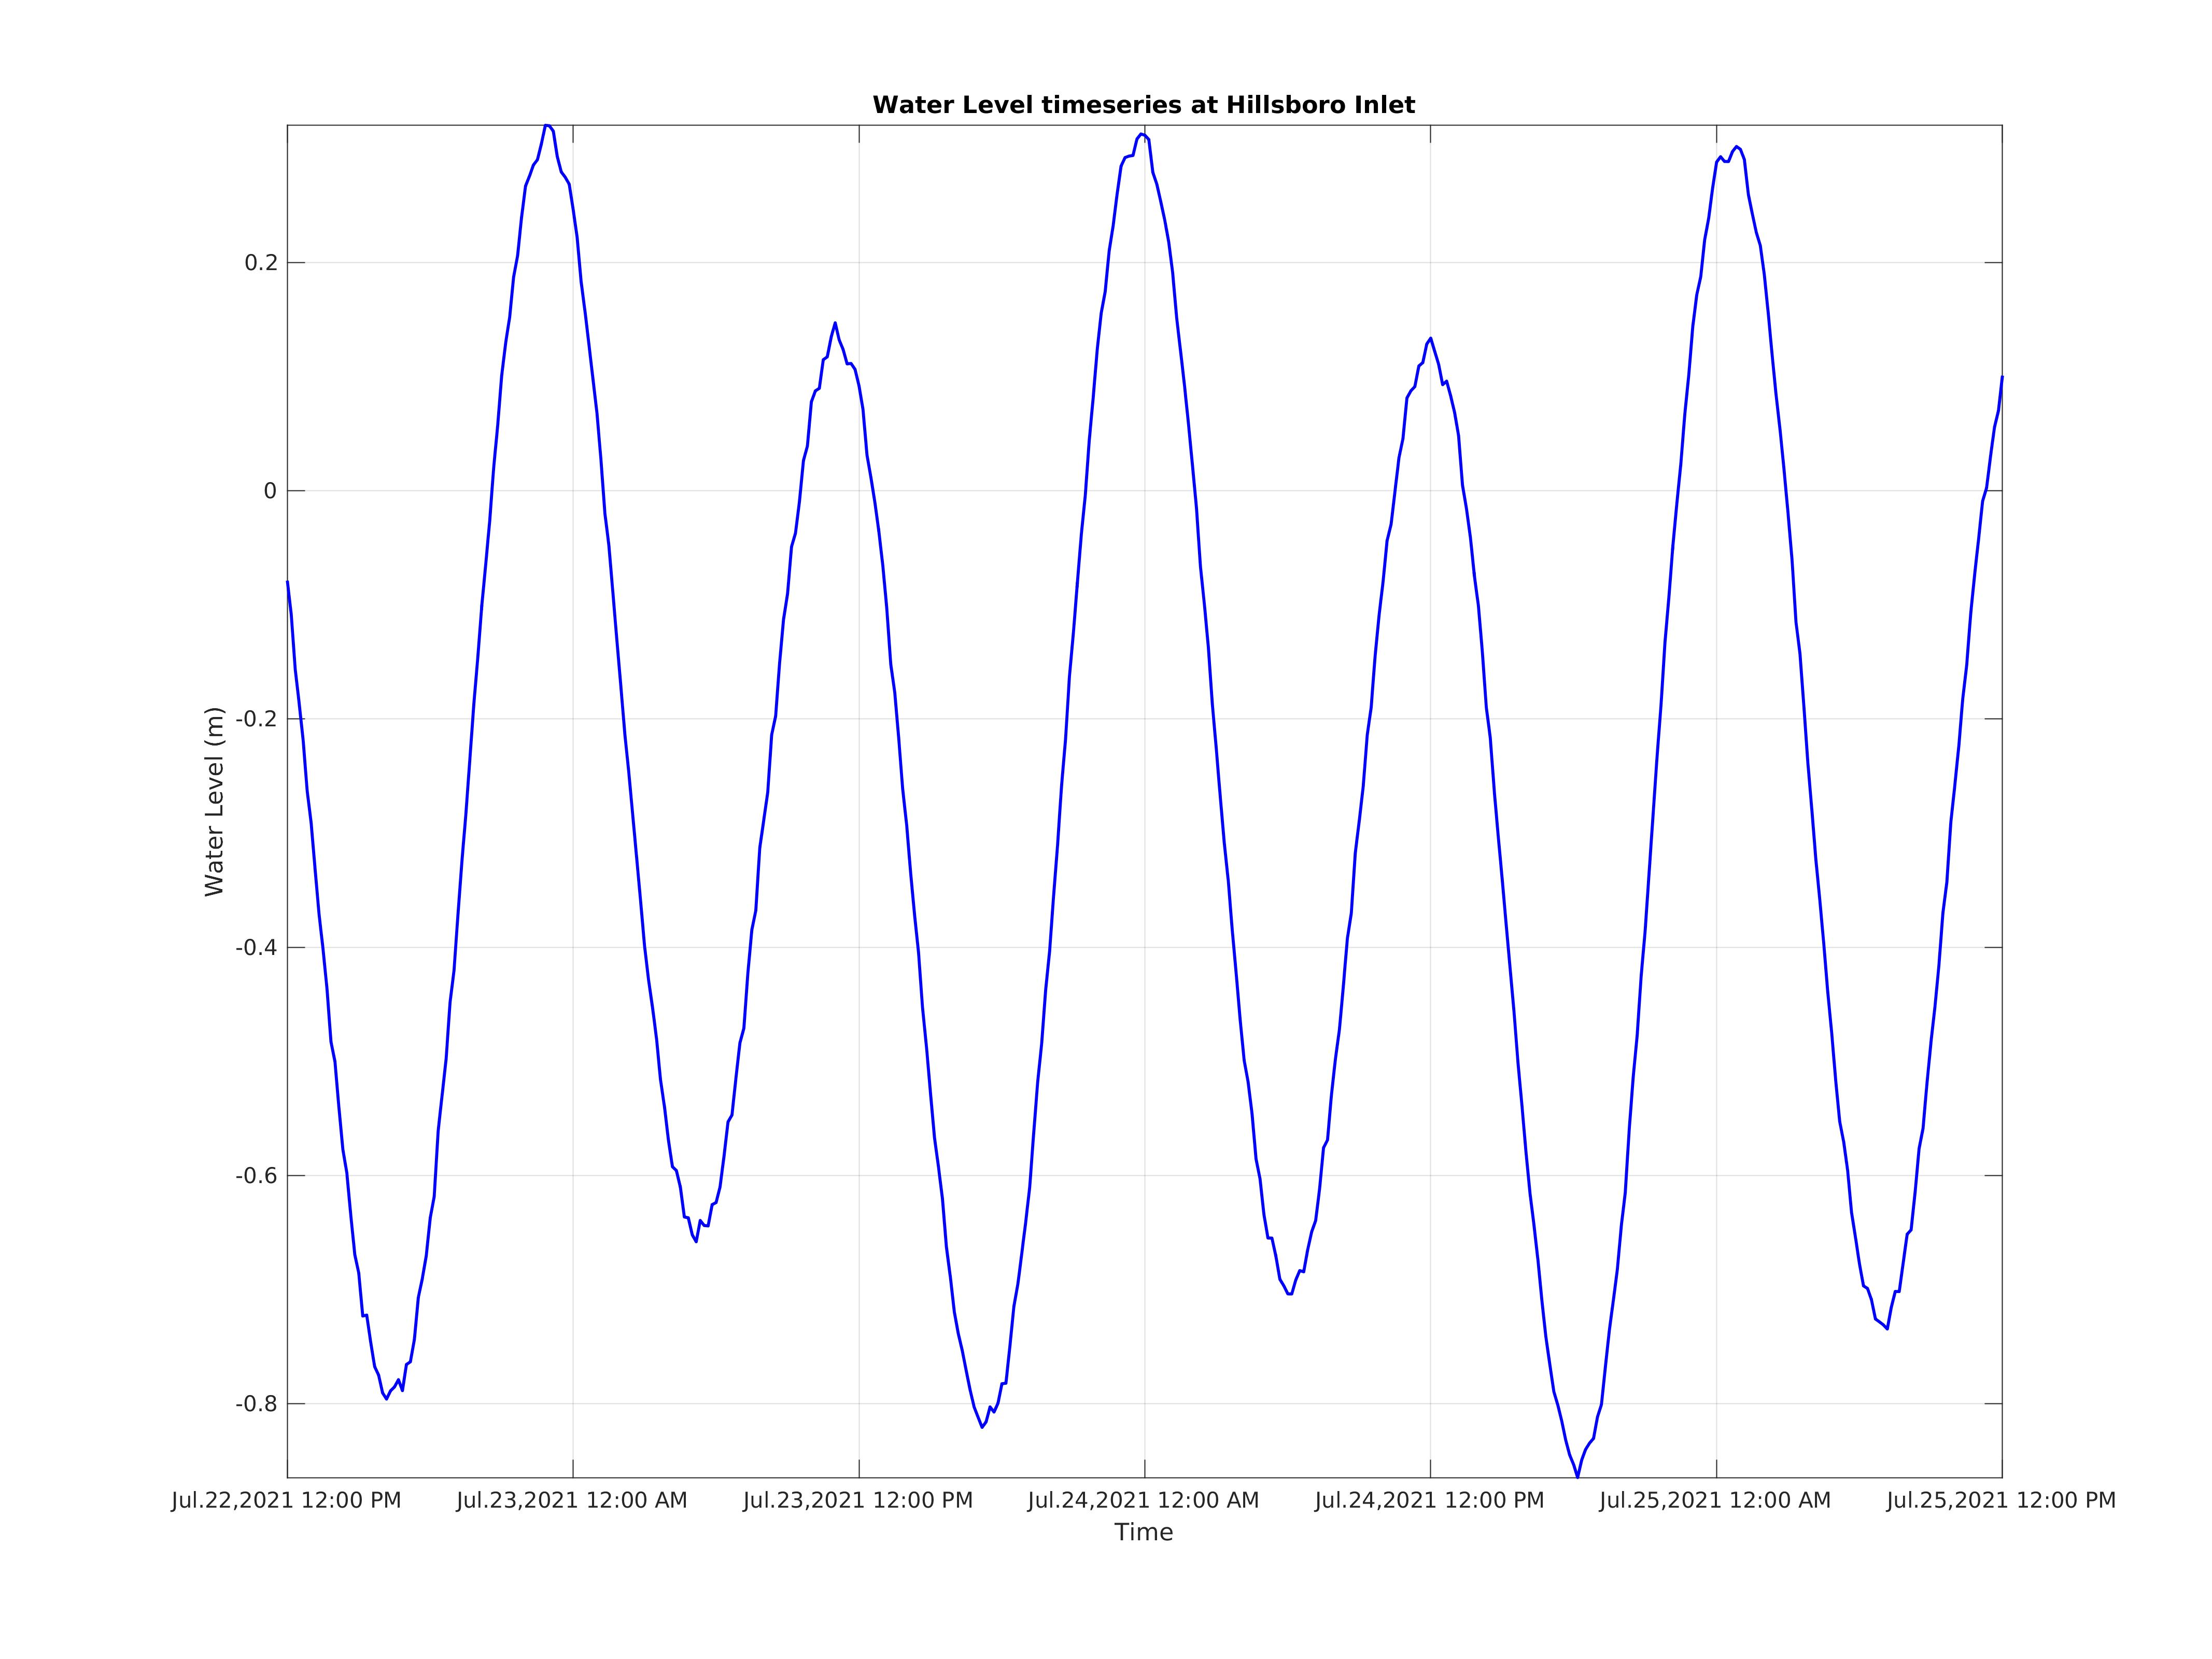 Water Level timeseries at Hillsboro Inlet
0.2
0
-0.2
-0.4
-0.6
-0.8
Water Level (m)
Jul.22,2021 12:00 PM
Jul.23,2021 12:00 AM
Jul.23,2021 12:00 PM
Jul.24,2021 12:00 AM
Jul.24,2021 12:00 PM
Jul.25,2021 12:00 AM
Jul.25,2021 12:00 PM
Time